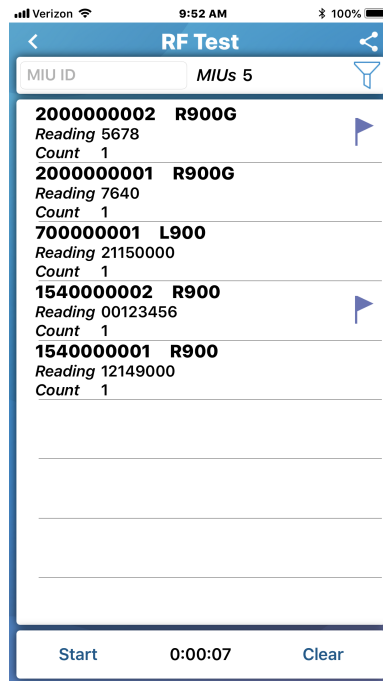 Verizon 9:52 AM 100%
RF Test
MIU ID MIUs 5
2000000002 R900G
Reading 5678
Count 1
2000000001 R900G
Reading 7640
Count 1
700000001 L900
Reading 21150000
Count 1
1540000002 R900
Reading 00123456
Count 1
1540000001 R900
Reading 12149000
Count 1
Start 0:00:07 Clear